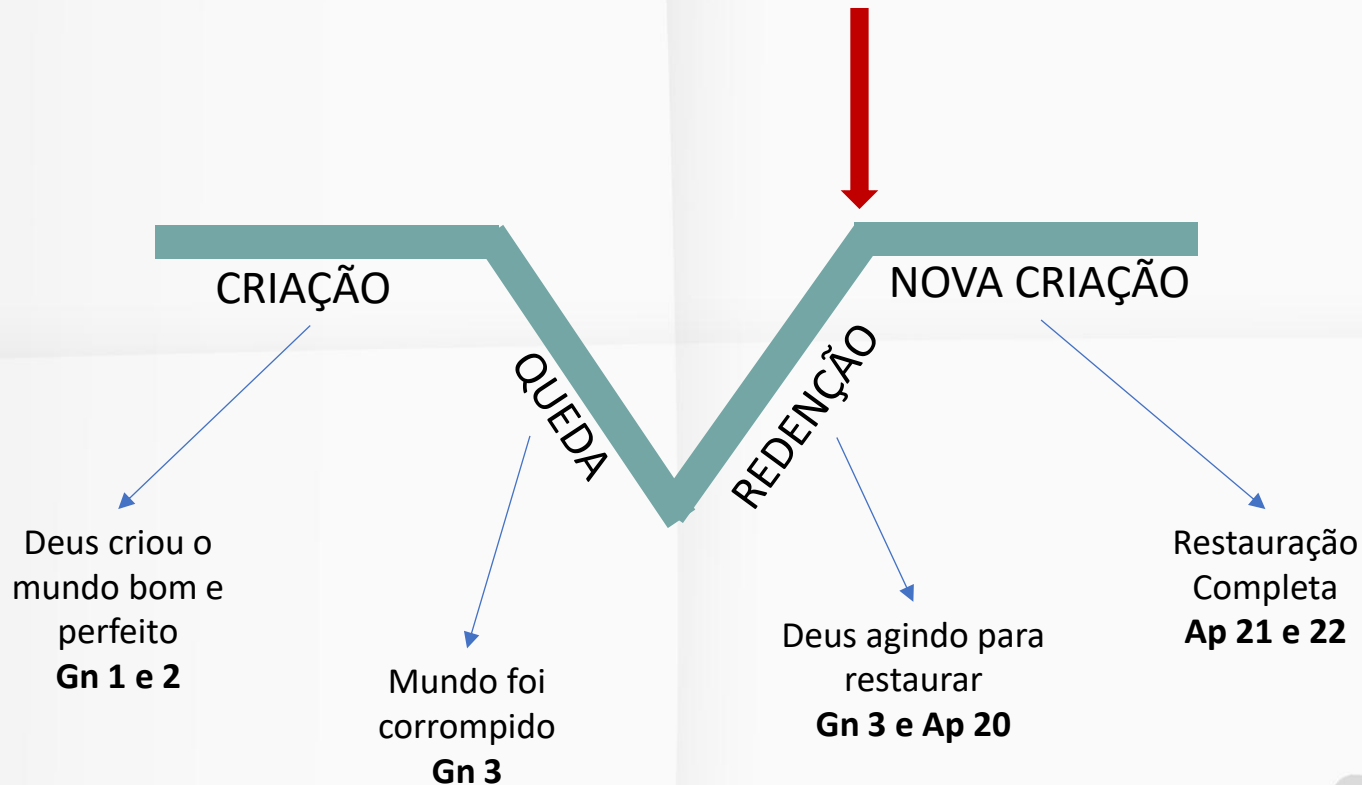 CRIAÇÃO
QUEDA
REDENÇÃO
NOVA CRIAÇÃO
Deus criou o
mundo bom e
perfeito
Gn 1 e 2
Mundo foi
corrompido
Gn 3
Deus agindo para
restaurar
Gn 3 e Ap 20
Restauração
Completa
Ap 21 e 22